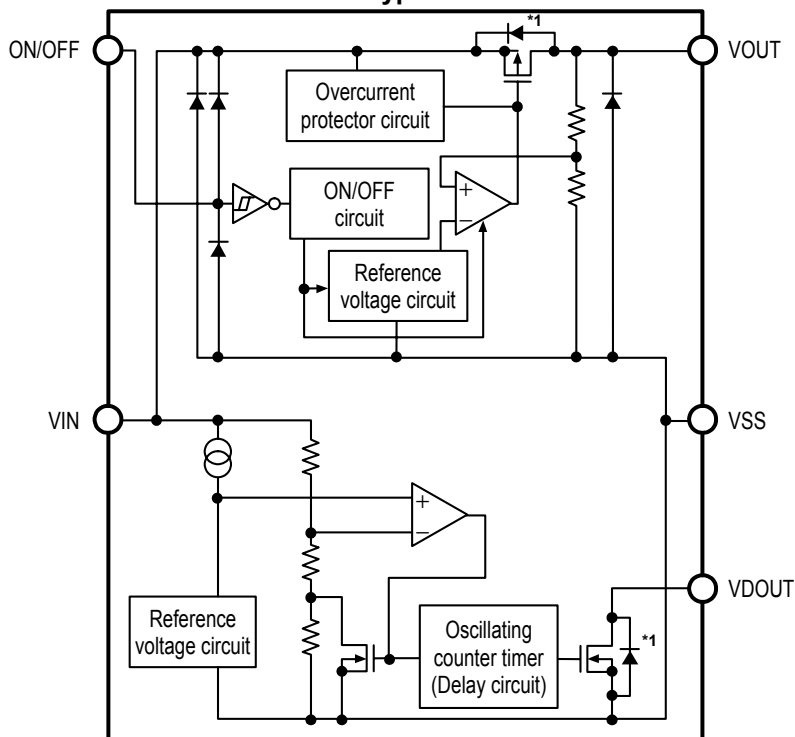 *1
ON/OFF
VOUT
Overcurrent
protector circuit
+
−
ON/OFF
circuit
Reference
voltage circuit
VIN
VSS
+
−
VDOUT
Reference
voltage circuit
Oscillating
counter timer
(Delay circuit)
*1